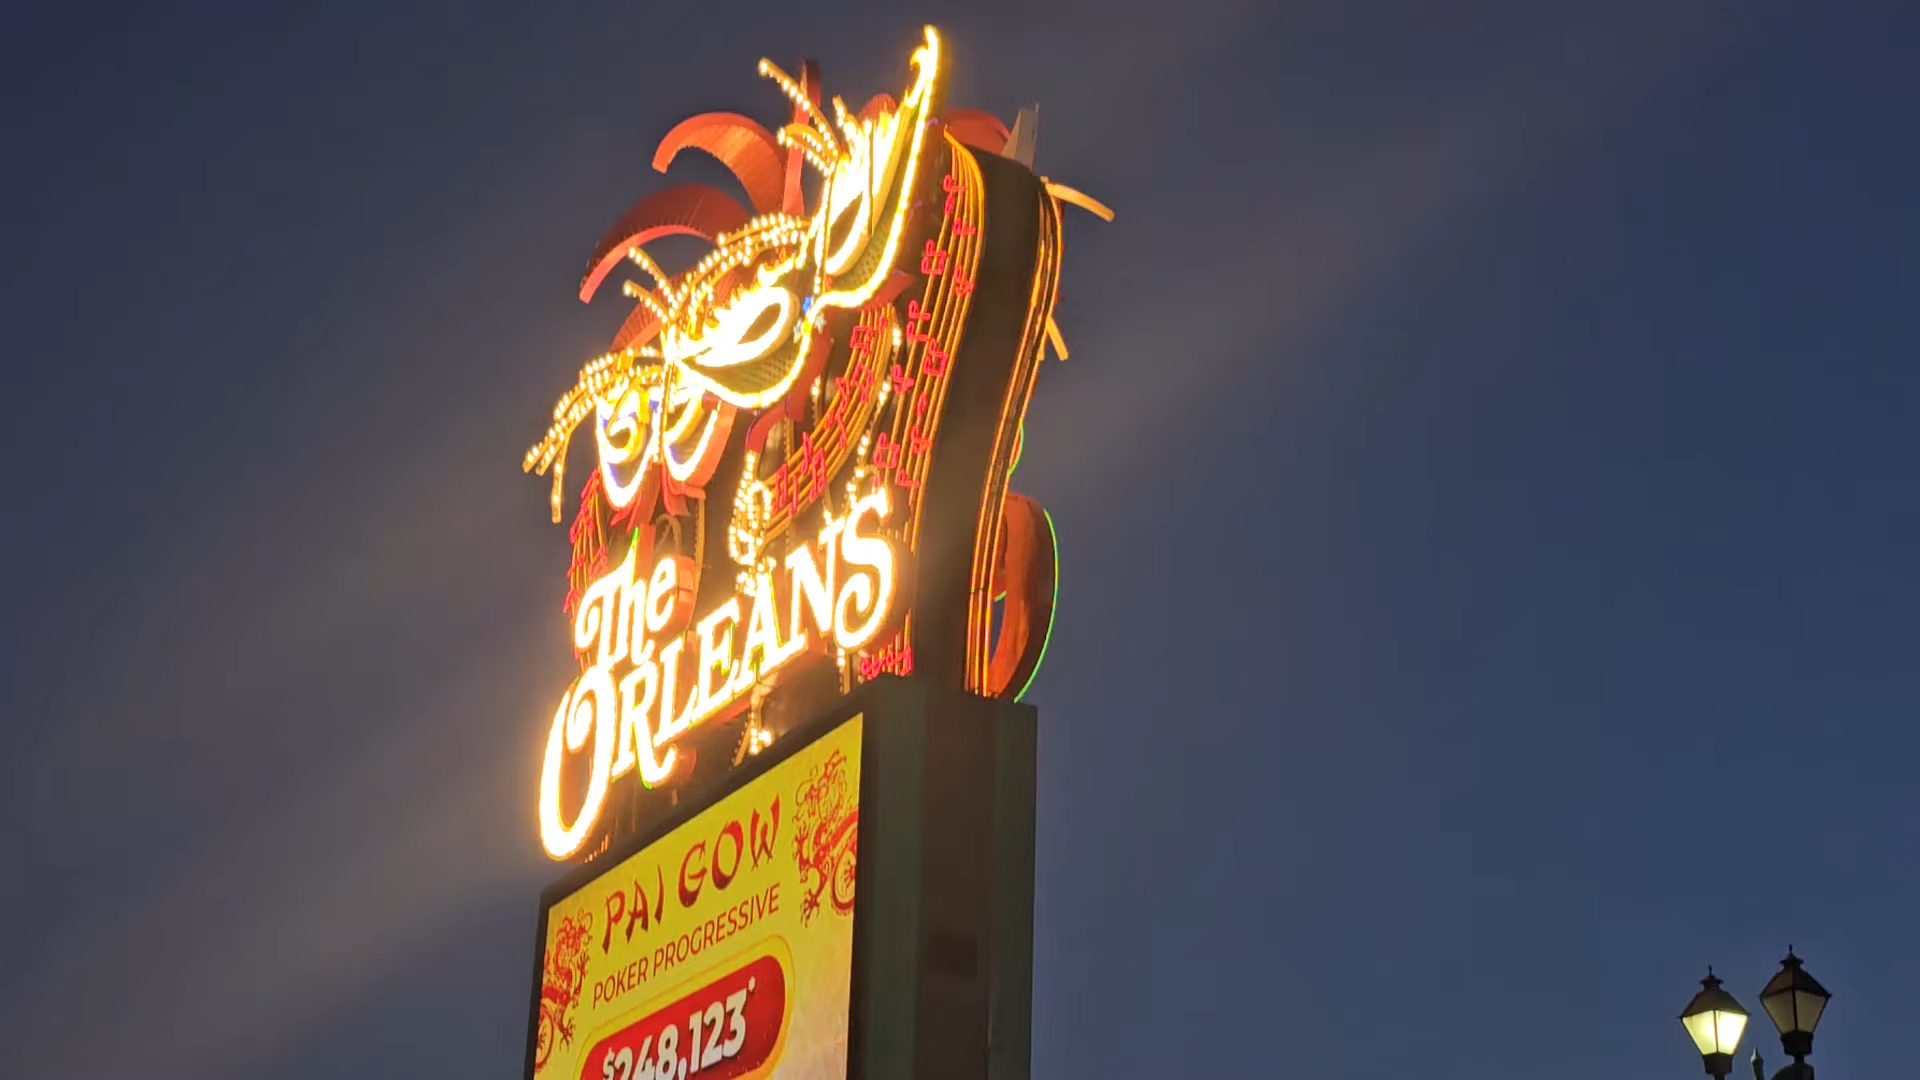 The
ORLEANS
PAI GOW
POKER PROGRESSIVE
$248,123*